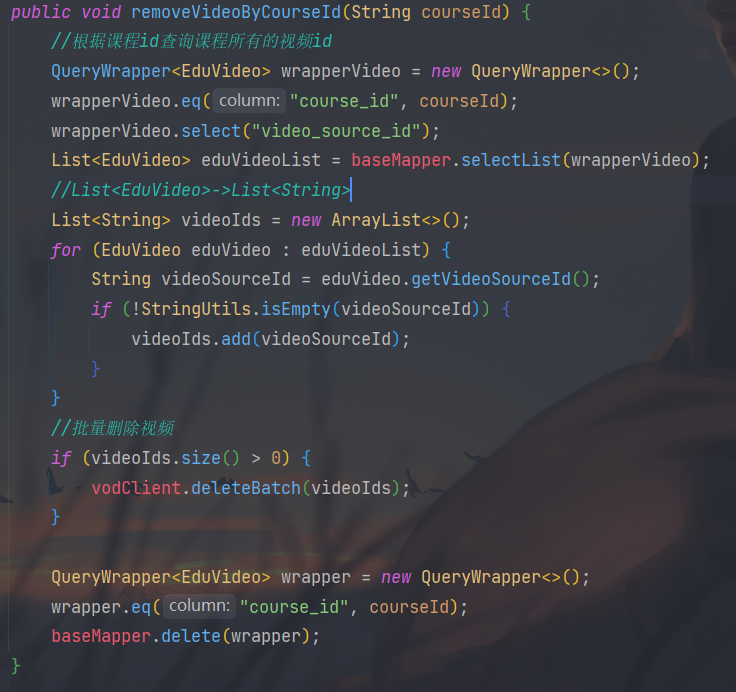 public void removeVideoByCourseId(String courseId) {
//根据课程id查询课程所有的视频id
QueryWrapper<EduVideo> wrapperVideo = new QueryWrapper<>();
wrapperVideo.eq( column: "course_id", courseId);
wrapperVideo.select("video_source_id");
List<EduVideo> eduVideoList = baseMapper.selectList(wrapperVideo);
//List<EduVideo>->List<String>
List<String> videoIds = new ArrayList<>();
for (EduVideo eduVideo : eduVideoList) {
String videoSourceId = eduVideo.getVideoSourceId();
if (!StringUtils.isEmpty(videoSourceId)) {
videoIds.add(videoSourceId);
}
}
//批量删除视频
if (videoIds.size() > 0) {
vodClient.deleteBatch(videoIds);
}
QueryWrapper<EduVideo> wrapper = new QueryWrapper<>();
wrapper.eq( column: "course_id", courseId);
baseMapper.delete(wrapper);
}